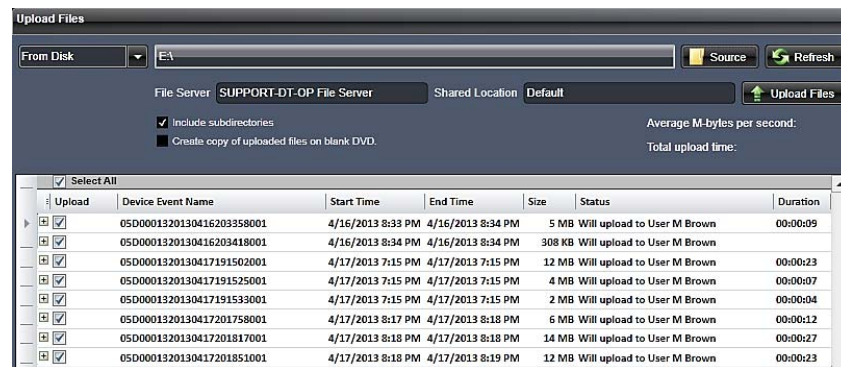 Upload Files
From Disk E:\ Source Refresh
File Server SUPPORT-DT-OP File Server Shared Location Default Upload Files
Include subdirectories Average M-bytes per second:
Create copy of uploaded files on blank DVD. Total upload time:
Select All
Upload Device Event Name Start Time End Time Size Status Duration
05D0001320130416203358001 4/16/2013 8:33 PM 4/16/2013 8:34 PM 5 MB Will upload to User M Brown 00:00:09
05D0001320130416203418001 4/16/2013 8:34 PM 4/16/2013 8:34 PM 308 KB Will upload to User M Brown
05D0001320130417191502001 4/17/2013 7:15 PM 4/17/2013 7:15 PM 12 MB Will upload to User M Brown 00:00:23
05D0001320130417191525001 4/17/2013 7:15 PM 4/17/2013 7:15 PM 4 MB Will upload to User M Brown 00:00:07
05D0001320130417191533001 4/17/2013 7:15 PM 4/17/2013 7:15 PM 2 MB Will upload to User M Brown 00:00:04
05D0001320130417201758001 4/17/2013 8:17 PM 4/17/2013 8:18 PM 6 MB Will upload to User M Brown 00:00:12
05D0001320130417201817001 4/17/2013 8:18 PM 4/17/2013 8:18 PM 14 MB Will upload to User M Brown 00:00:27
05D0001320130417201851001 4/17/2013 8:18 PM 4/17/2013 8:19 PM 12 MB Will upload to User M Brown 00:00:23